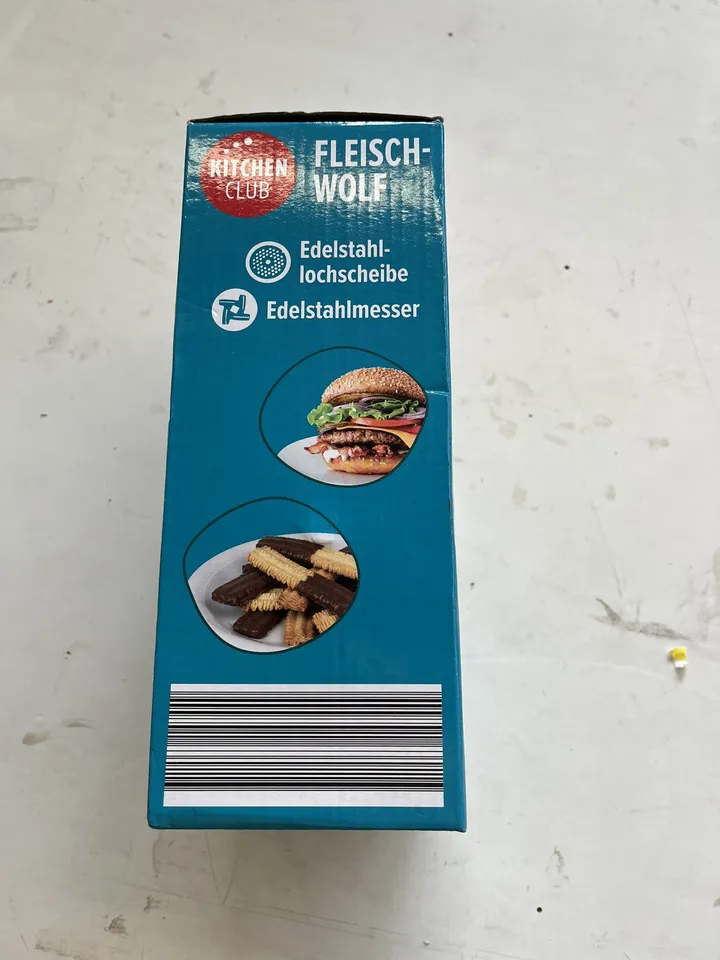 KITCHEN
CLUB
FLEISCH-
WOLF
Edelstahl-
lochscheibe
Edelstahlmesser